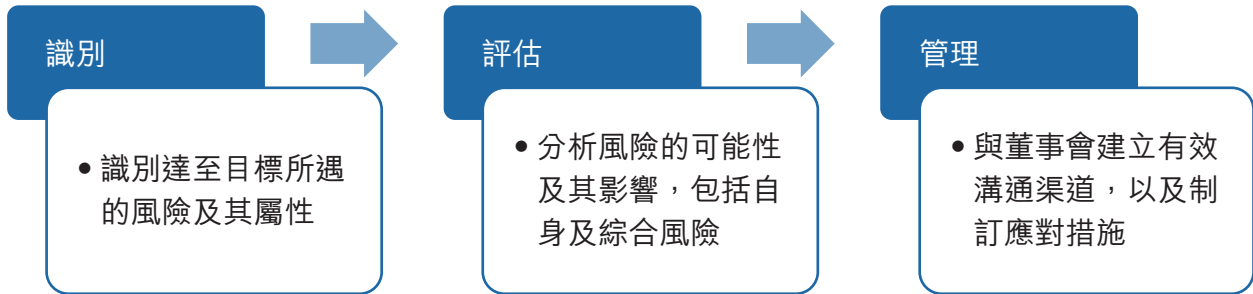 識別
• 識別達至目標所遇
的風險及其屬性
評估
• 分析風險的可能性
及其影響，包括自
身及綜合風險
管理
• 與董事會建立有效
溝通渠道，以及制
訂應對措施